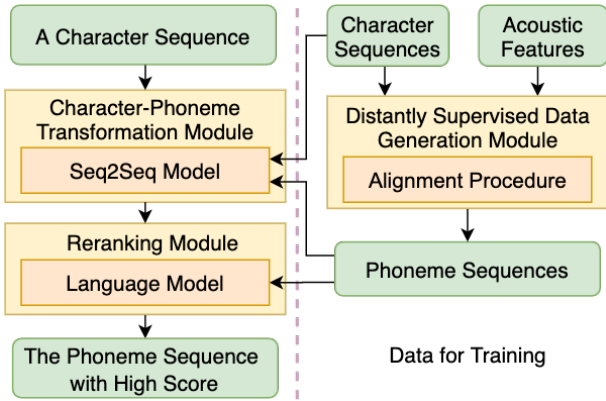 A Character Sequence
Character-Phoneme
Transformation Module
Seq2Seq Model
Reranking Module
Language Model
The Phoneme Sequence
with High Score
Character
Sequences
Acoustic
Features
Distantly Supervised Data
Generation Module
Alignment Procedure
Phoneme Sequences
Data for Training